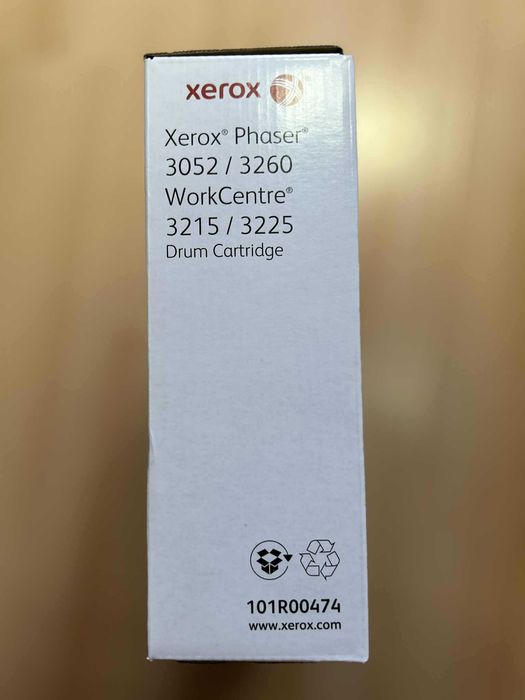 xerox
Xerox® Phaser®
3052 / 3260
WorkCentre®
3215 / 3225
Drum Cartridge
101R00474
www.xerox.com